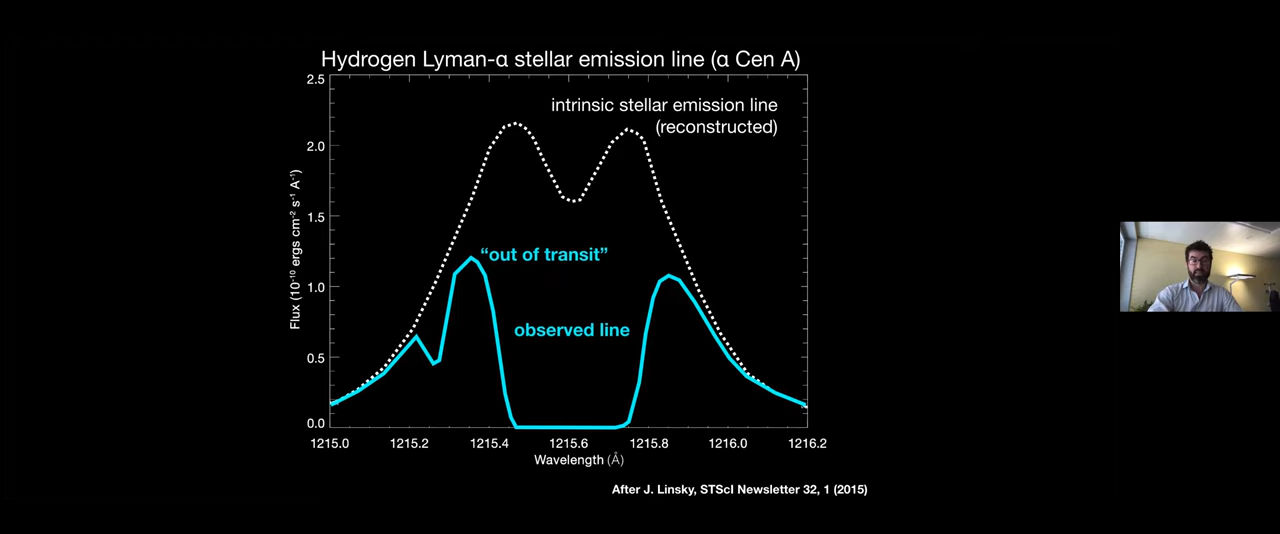 Hydrogen Lyman-α stellar emission line (α Cen A)
2.5
2.0
1.5
1.0
0.5
0.0
Flux (10⁻¹⁰ ergs cm⁻² s⁻¹ A⁻¹)
intrinsic stellar emission line
(reconstructed)
“out of transit”
observed line
1215.0 1215.2 1215.4 1215.6 1215.8 1216.0 1216.2
Wavelength (Å)
After J. Linsky, STScI Newsletter 32, 1 (2015)